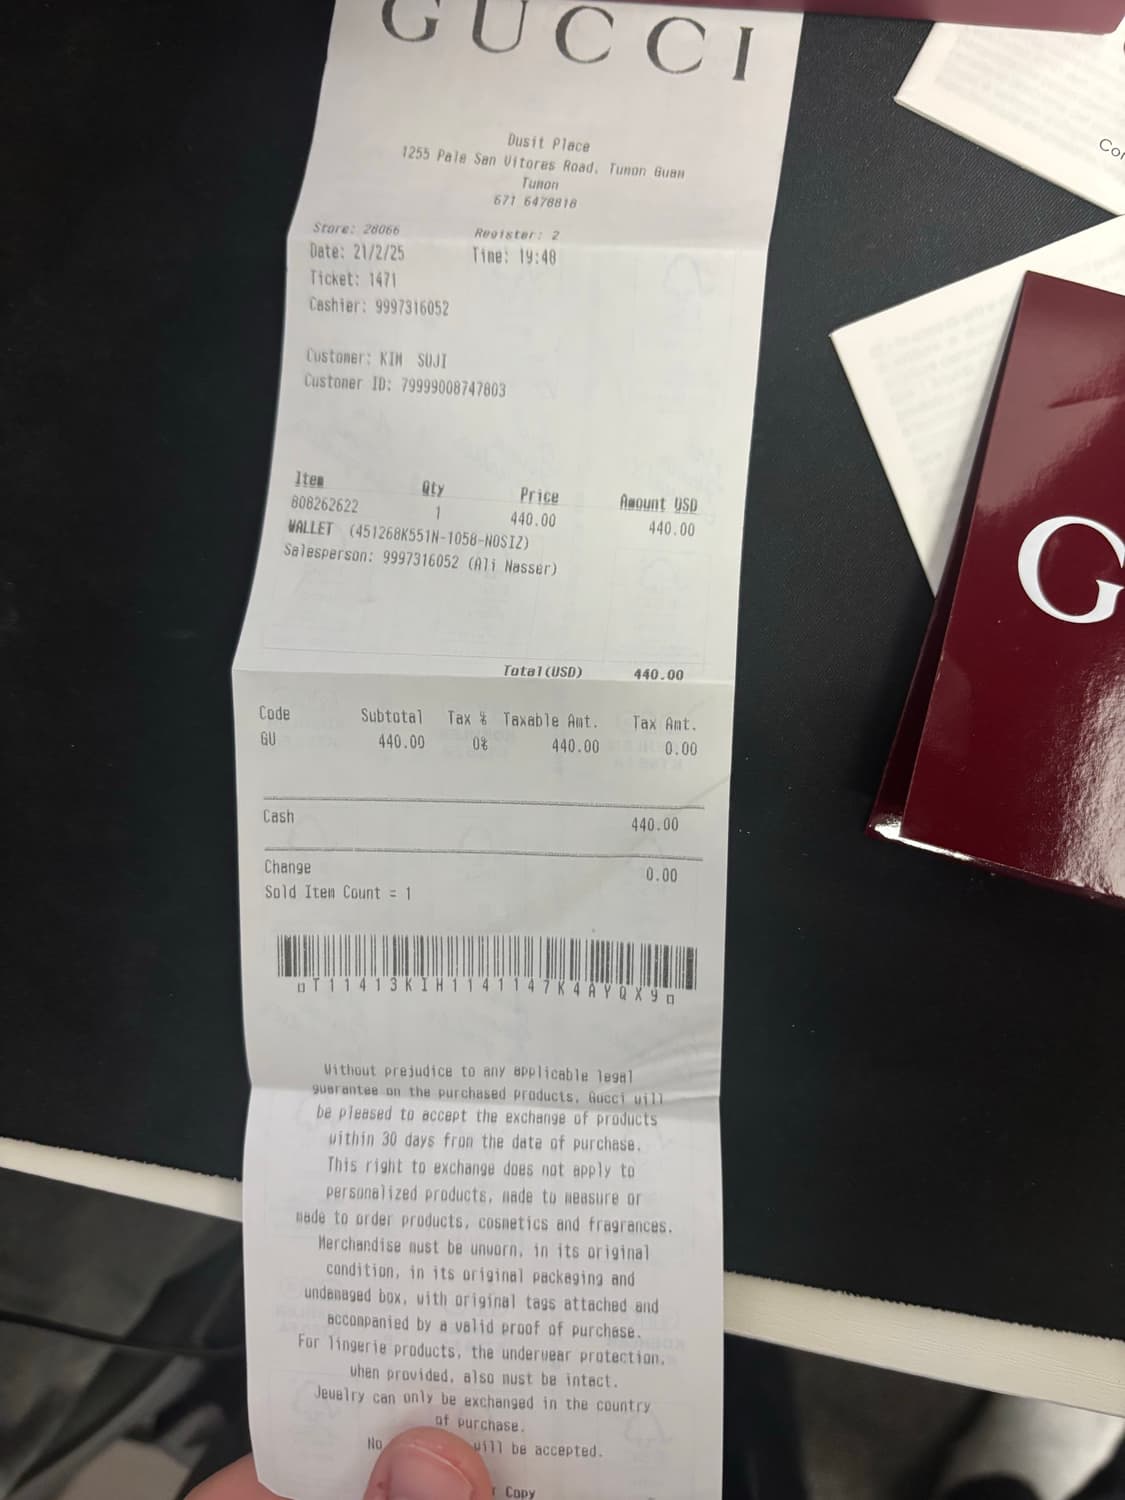 GUCCI
Dusit Place
1255 Pale San Vitores Road, Tumon Guam
Tumon
671 6478818
Store: 28066 Register: 2
Date: 21/2/25 Time: 19:48
Ticket: 1471
Cashier: 9997316052
Customer: KIM SUJI
Customer ID: 79999008747803
Item Qty Price Amount USD
808262622 1 440.00 440.00
WALLET (451268K551N-1058-NOSIZ)
Salesperson: 9997316052 (Ali Nasser)
Total(USD) 440.00
Code Subtotal Tax % Taxable Amt. Tax Amt.
GU 440.00 0% 440.00 0.00
Cash 440.00
Change 0.00
Sold Item Count = 1
T11413KIH1141147K4AYQX9
Without prejudice to any applicable legal
guarantee on the purchased products, Gucci will
be pleased to accept the exchange of products
within 30 days from the date of purchase.
This right to exchange does not apply to
personalized products, made to measure or
made to order products, cosmetics and fragrances.
Merchandise must be unworn, in its original
condition, in its original packaging and
undamaged box, with original tags attached and
accompanied by a valid proof of purchase.
For lingerie products, the underwear protection,
when provided, also must be intact.
Jewelry can only be exchanged in the country
of purchase.
No will be accepted.
Copy
G